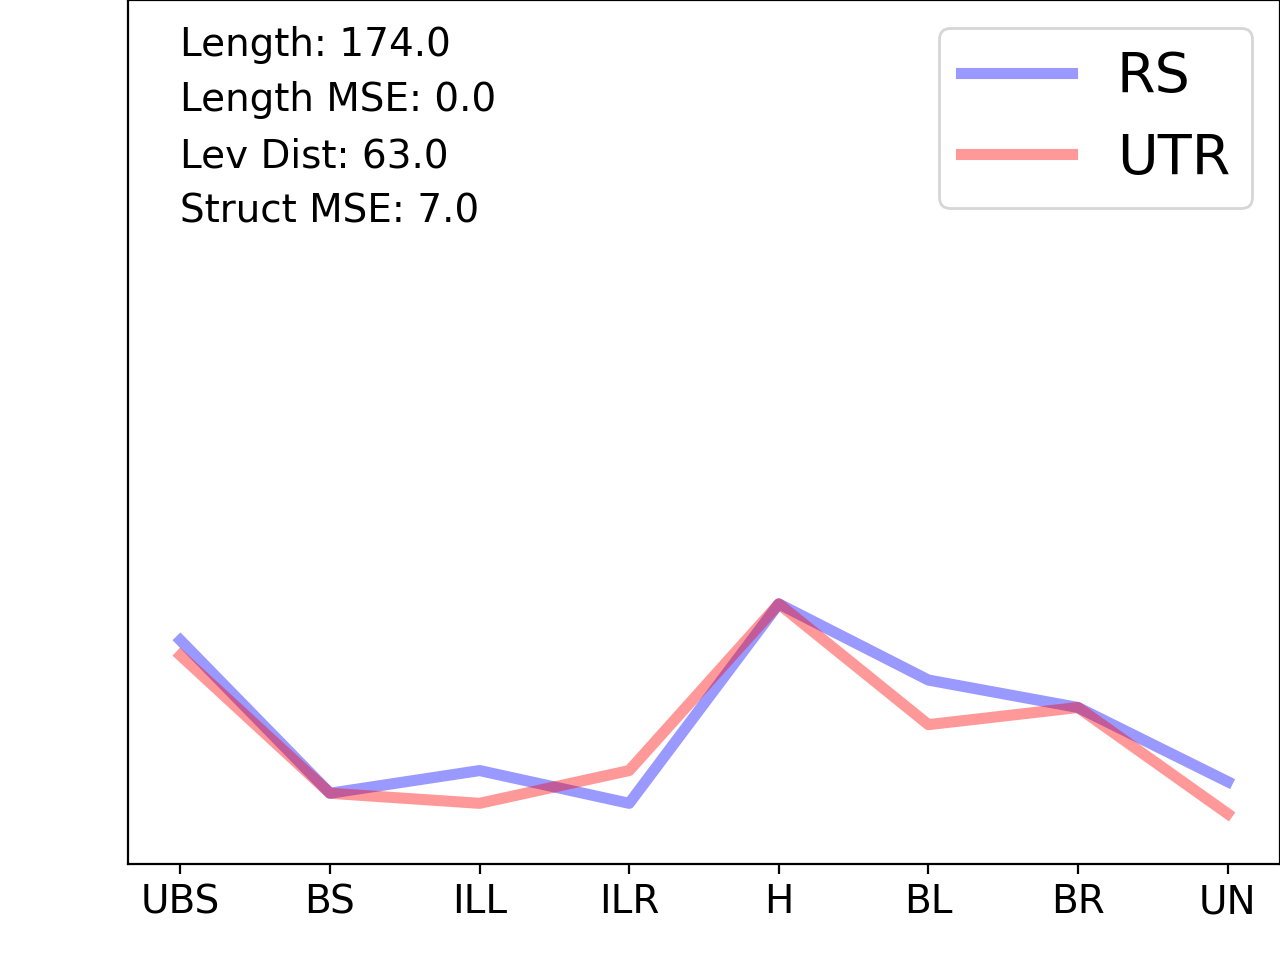 Length: 174.0
Length MSE: 0.0
Lev Dist: 63.0
Struct MSE: 7.0
RS
UTR
UBS BS ILL ILR H BL BR UN